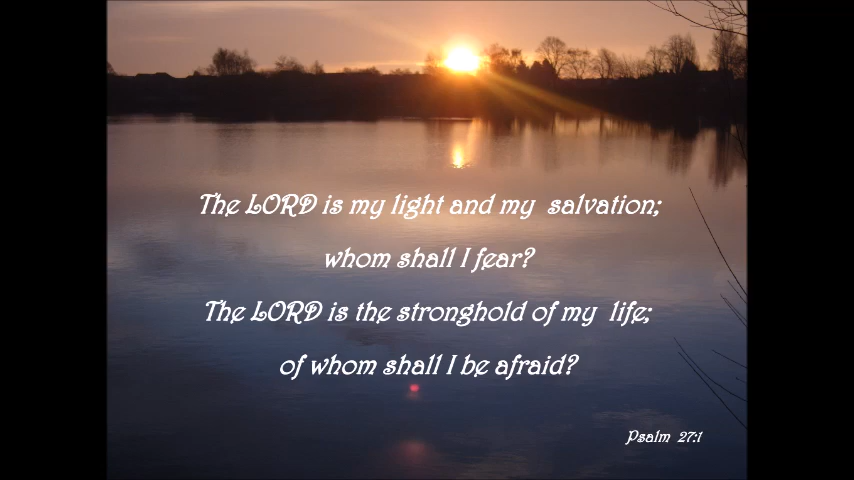 The LORD is my light and my salvation;
whom shall I fear?
The LORD is the stronghold of my life;
of whom shall I be afraid?
Psalm 27:1